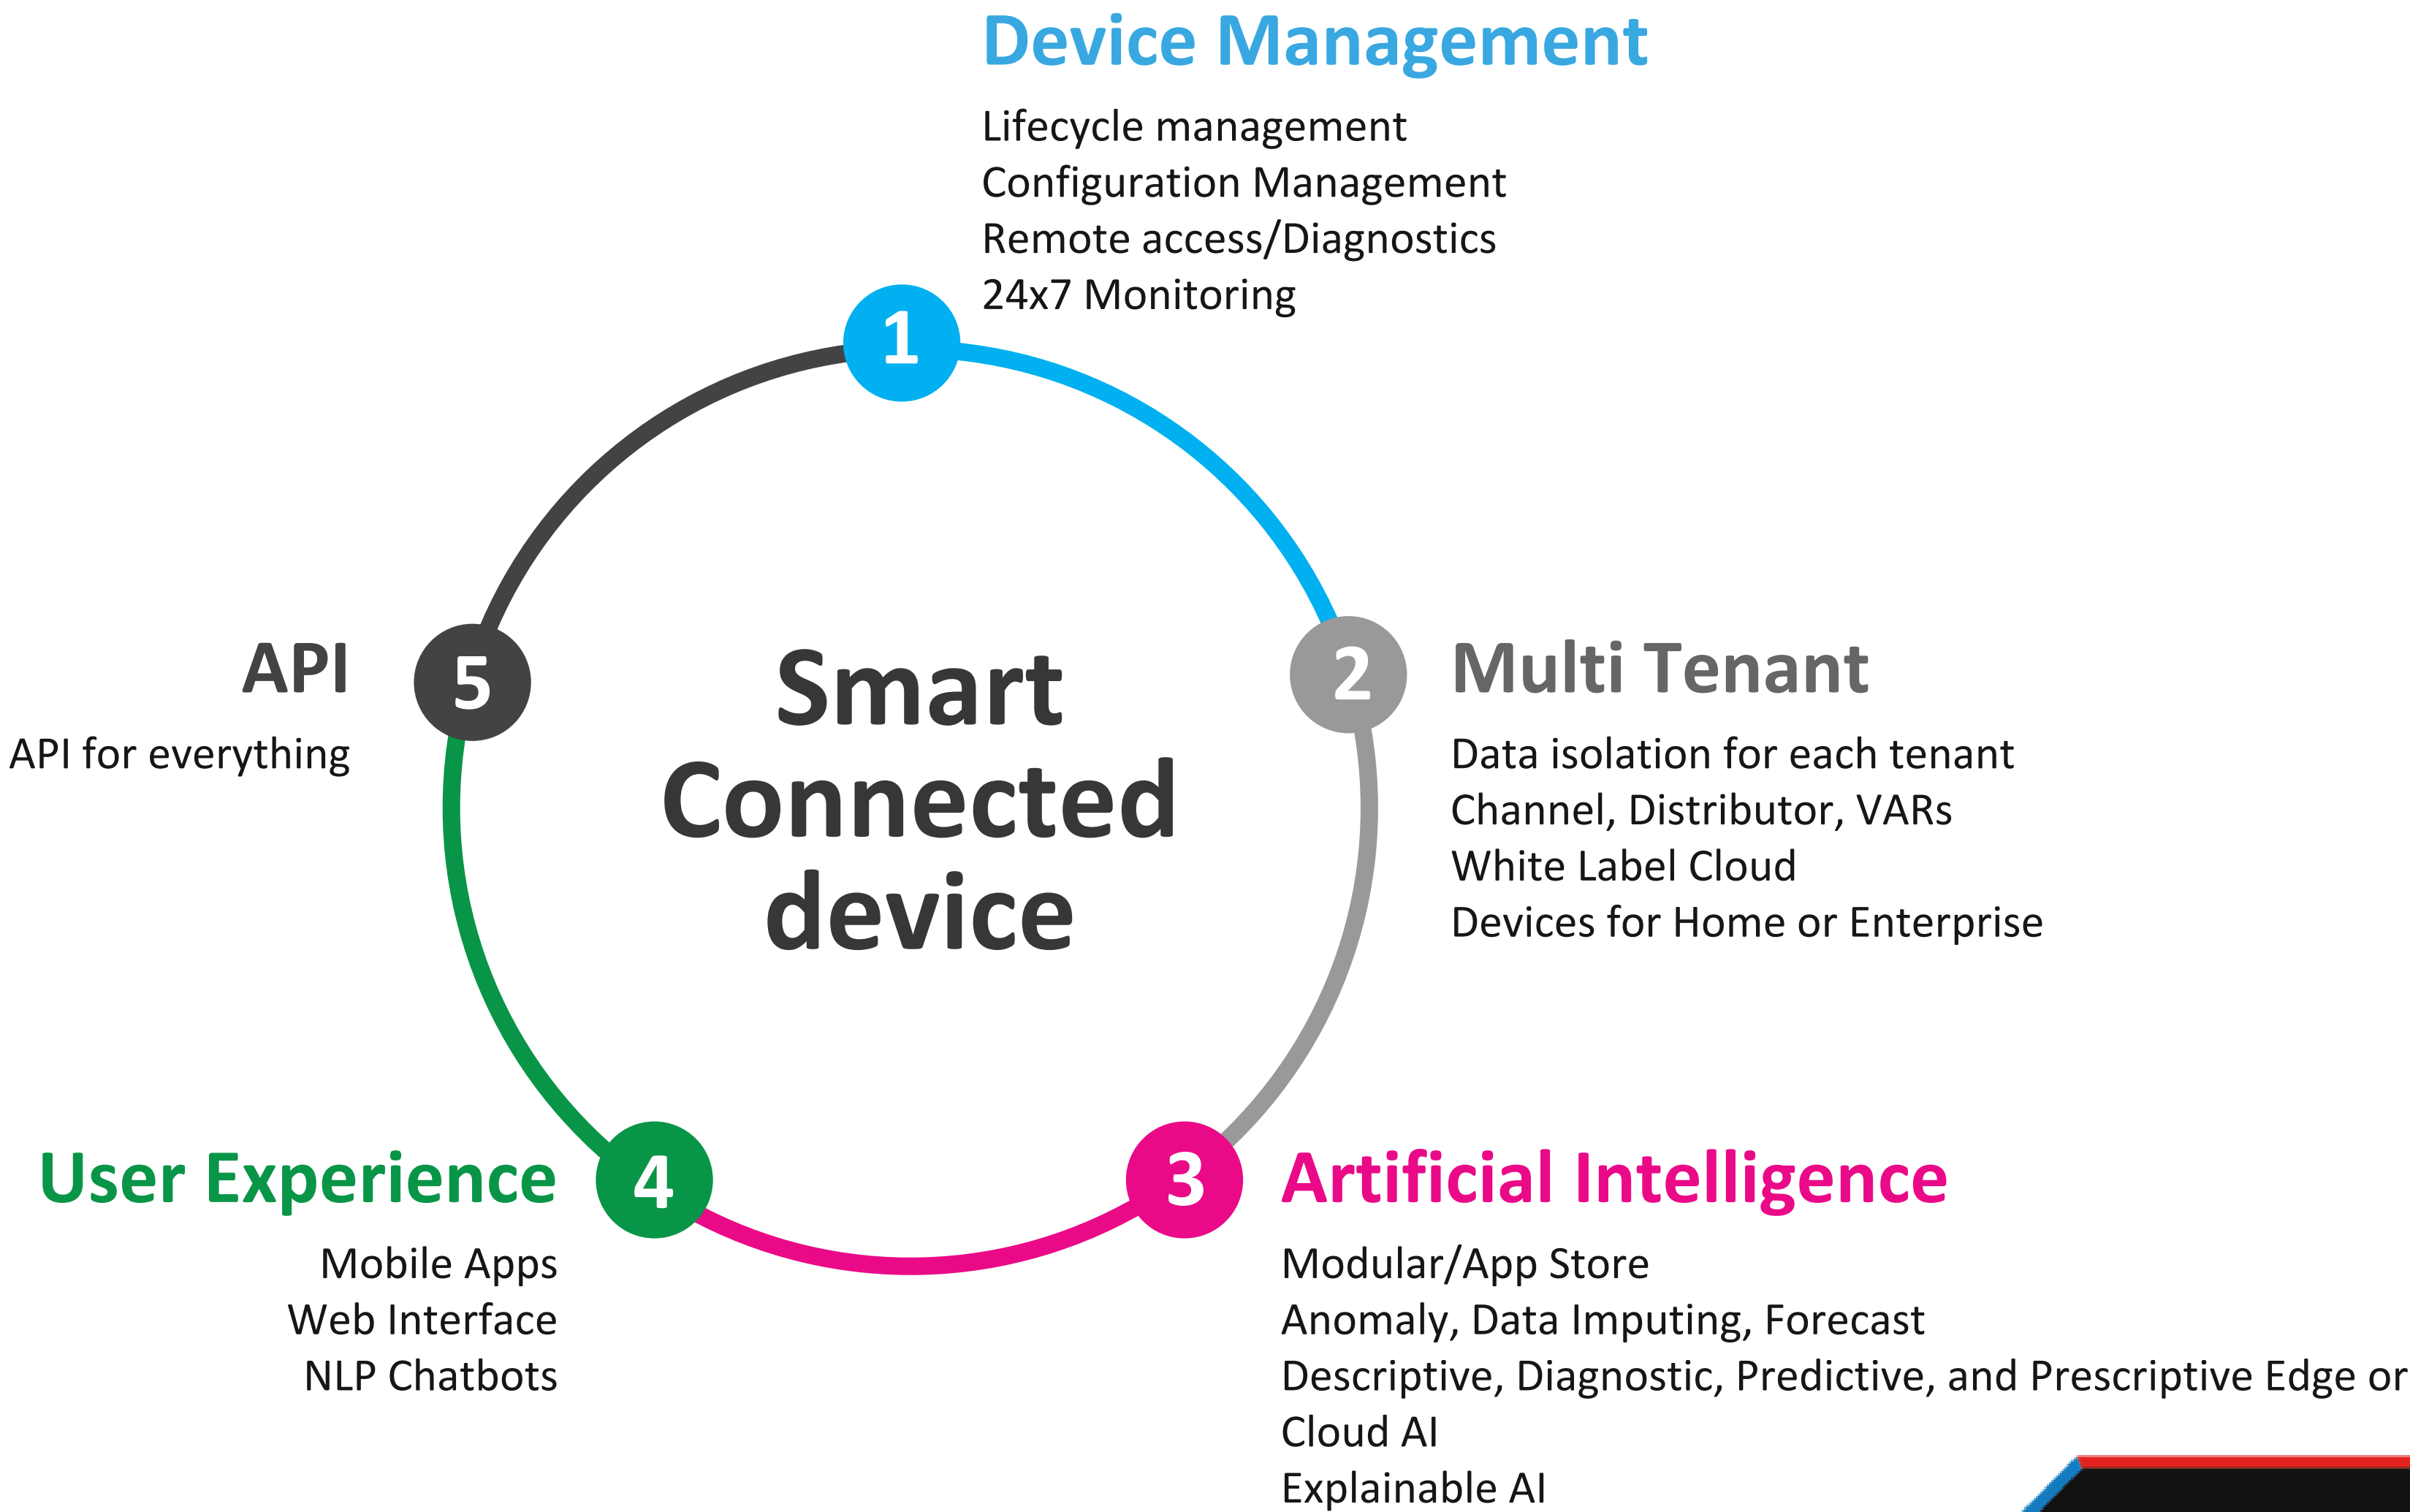 Device Management
Lifecycle management
Configuration Management
Remote access/Diagnostics
24x7 Monitoring
1
2
Multi Tenant
Data isolation for each tenant
Channel, Distributor, VARs
White Label Cloud
Devices for Home or Enterprise
3
Artificial Intelligence
Modular/App Store
Anomaly, Data Imputing, Forecast
Descriptive, Diagnostic, Predictive, and Prescriptive Edge or
Cloud AI
Explainable AI
4
User Experience
Mobile Apps
Web Interface
NLP Chatbots
5
API
API for everything
Smart
Connected
device